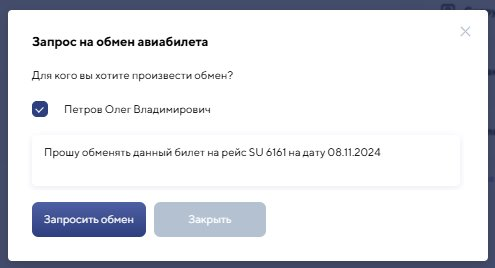 Запрос на обмен авиабилета
Для кого вы хотите произвести обмен?
Петров Олег Владимирович
Прошу обменять данный билет на рейс SU 6161 на дату 08.11.2024
Запросить обмен
Закрыть